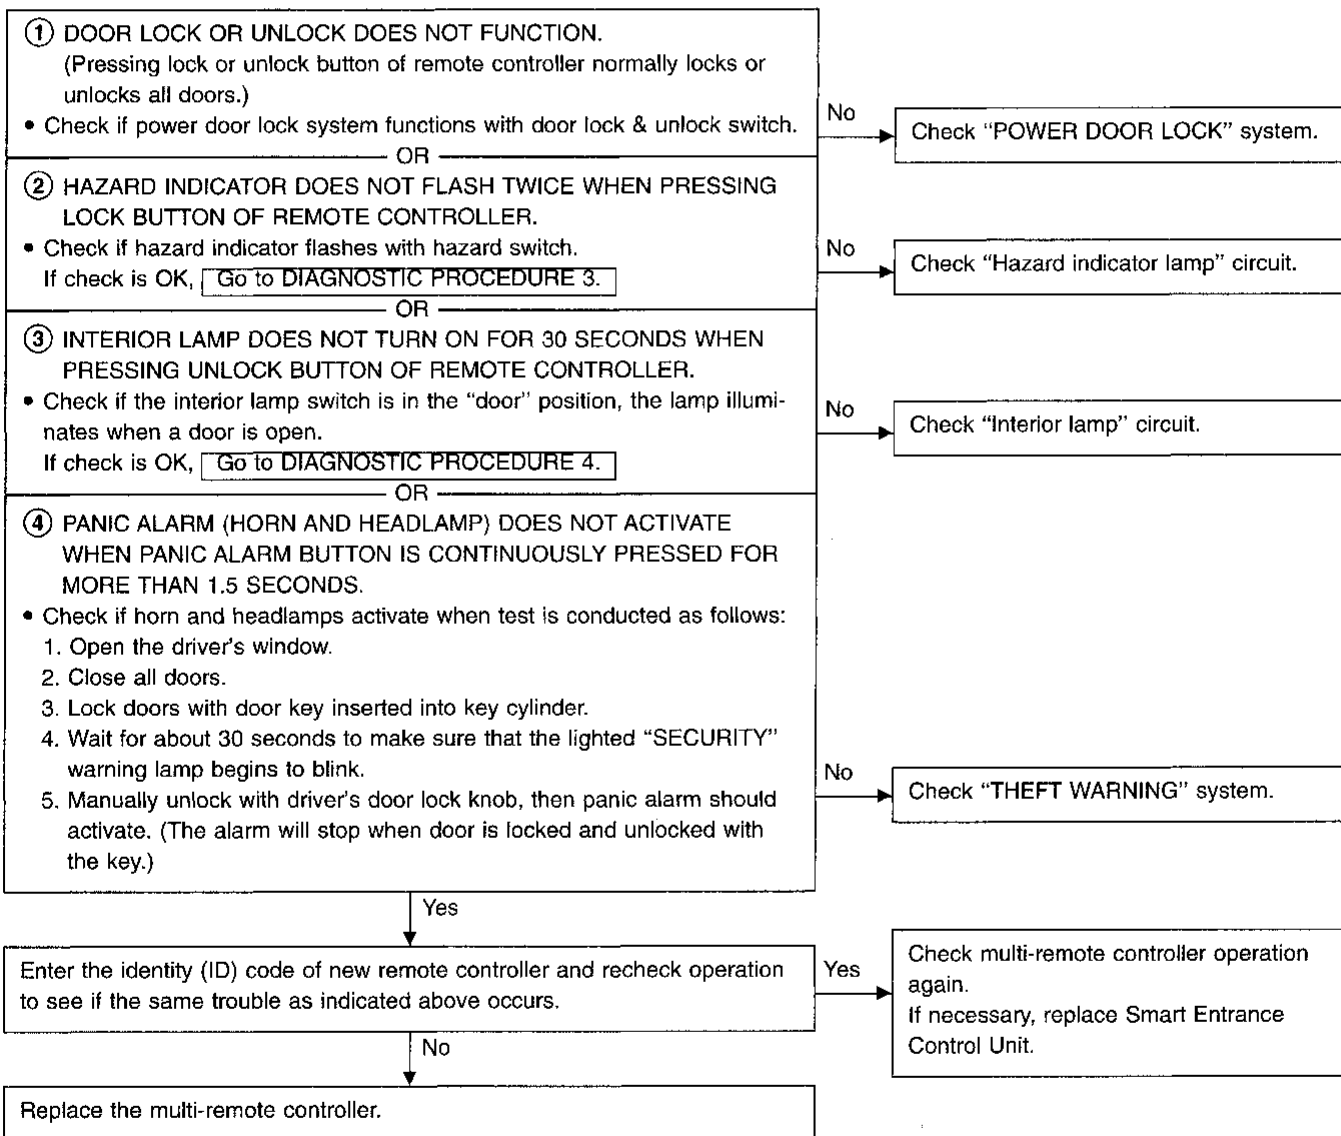 ① DOOR LOCK OR UNLOCK DOES NOT FUNCTION.
(Pressing lock or unlock button of remote controller normally locks or
unlocks all doors.)
• Check if power door lock system functions with door lock & unlock switch.
No
Check "POWER DOOR LOCK" system.
OR
② HAZARD INDICATOR DOES NOT FLASH TWICE WHEN PRESSING
LOCK BUTTON OF REMOTE CONTROLLER.
• Check if hazard indicator flashes with hazard switch.
If check is OK, Go to DIAGNOSTIC PROCEDURE 3.
No
Check "Hazard indicator lamp" circuit.
OR
③ INTERIOR LAMP DOES NOT TURN ON FOR 30 SECONDS WHEN
PRESSING UNLOCK BUTTON OF REMOTE CONTROLLER.
• Check if the interior lamp switch is in the "door" position, the lamp illumi-
nates when a door is open.
If check is OK, Go to DIAGNOSTIC PROCEDURE 4.
No
Check "Interior lamp" circuit.
OR
④ PANIC ALARM (HORN AND HEADLAMP) DOES NOT ACTIVATE
WHEN PANIC ALARM BUTTON IS CONTINUOUSLY PRESSED FOR
MORE THAN 1.5 SECONDS.
• Check if horn and headlamps activate when test is conducted as follows:
1. Open the driver's window.
2. Close all doors.
3. Lock doors with door key inserted into key cylinder.
4. Wait for about 30 seconds to make sure that the lighted "SECURITY"
warning lamp begins to blink.
5. Manually unlock with driver's door lock knob, then panic alarm should
activate. (The alarm will stop when door is locked and unlocked with
the key.)
No
Check "THEFT WARNING" system.
Yes
Enter the identity (ID) code of new remote controller and recheck operation
to see if the same trouble as indicated above occurs.
Yes
Check multi-remote controller operation
again.
If necessary, replace Smart Entrance
Control Unit.
No
Replace the multi-remote controller.